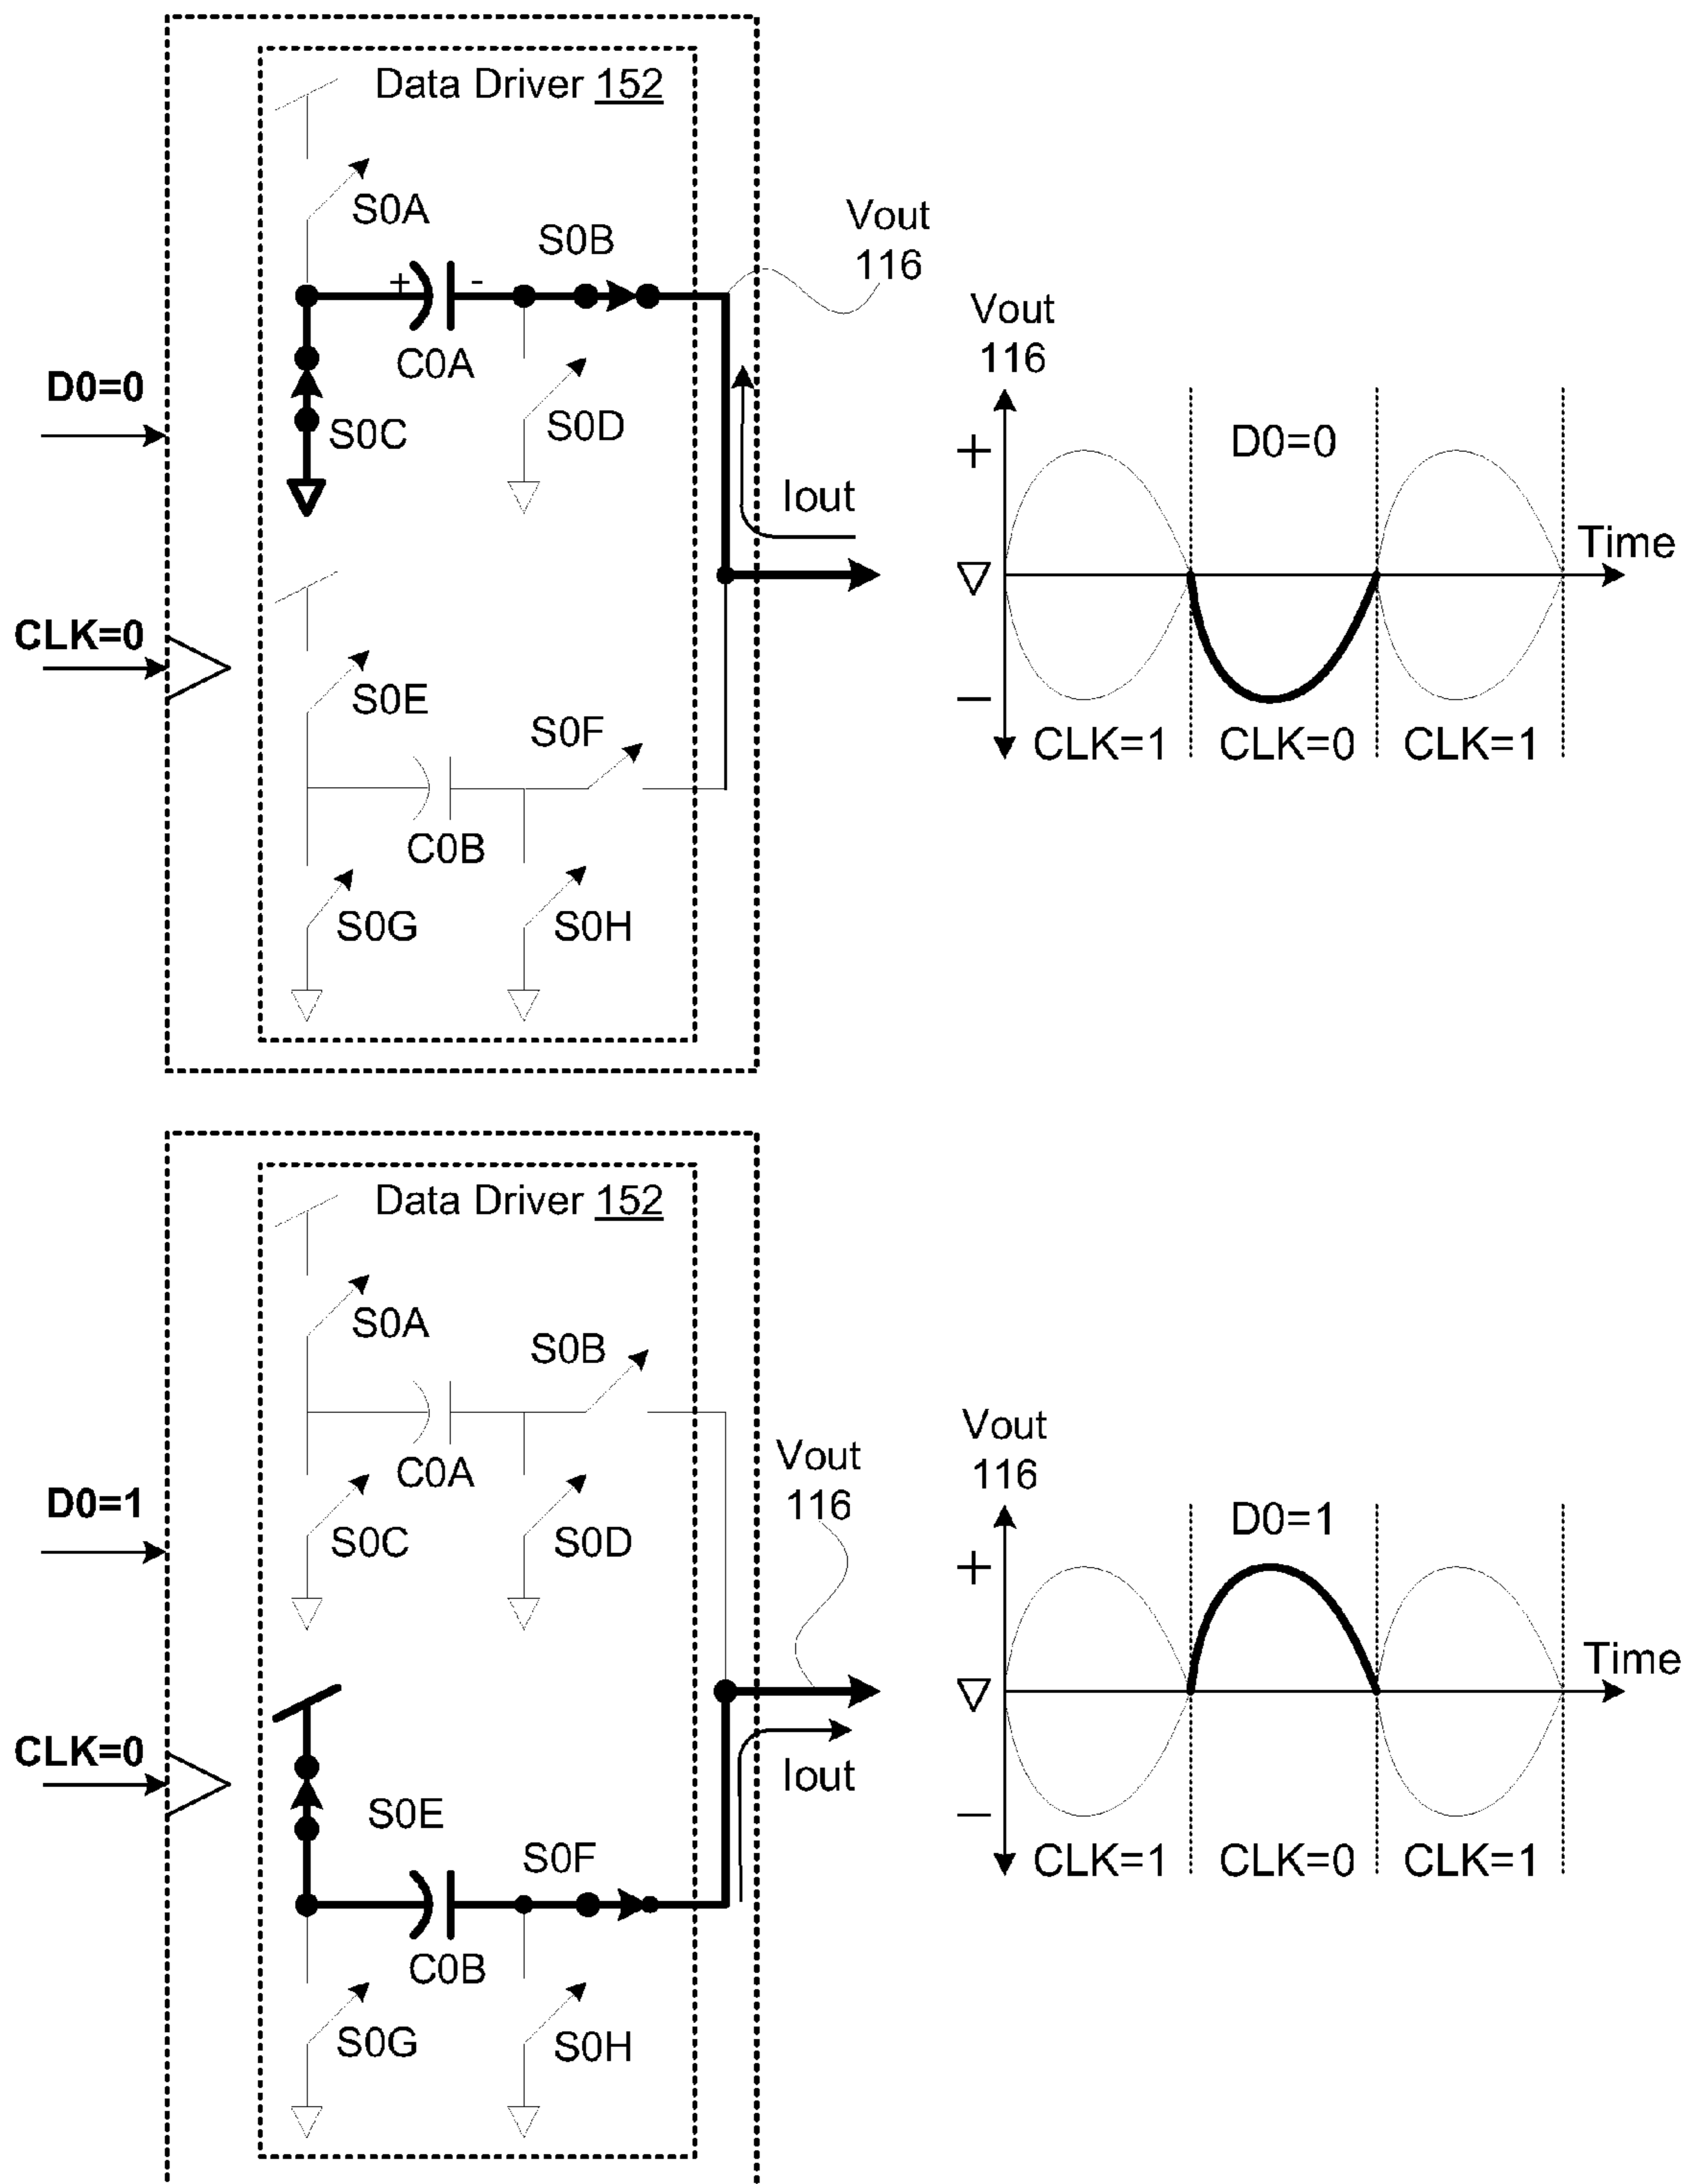 Data Driver 152
S0A
S0B
+ -
C0A
S0C
S0D
D0=0
CLK=0
S0E
S0F
C0B
S0G
S0H
Vout
116
Iout
Vout
116
D0=0
+
Time
−
CLK=1 CLK=0 CLK=1
Data Driver 152
S0A
S0B
C0A
S0C
S0D
D0=1
CLK=0
S0E
S0F
C0B
S0G
S0H
Vout
116
Iout
Vout
116
D0=1
+
Time
−
CLK=1 CLK=0 CLK=1